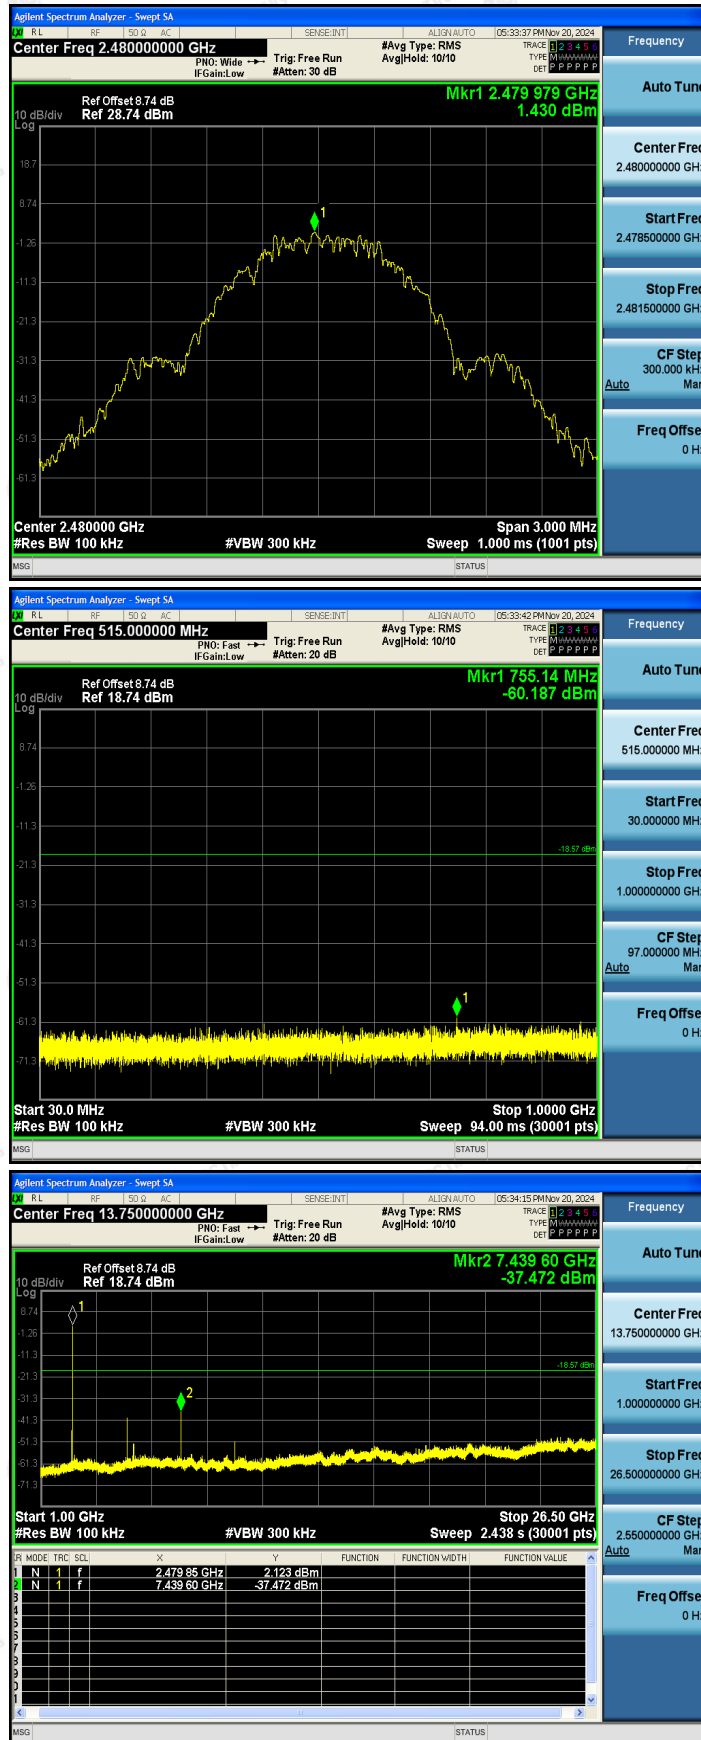 Agilent Spectrum Analyzer - Swept SA
LXI RL RF 50 Ω AC SENSE:INT ALIGN AUTO 05:33:37 PM Nov 20, 2024
Center Freq 2.480000000 GHz
PNO: Wide
IFGain:Low
Trig: Free Run
#Atten: 30 dB
#Avg Type: RMS
Avg|Hold: 10/10
TRACE 1 2 3 4 5 6
TYPE M
DET P P P P P P
Frequency
Auto Tun
Mkr1 2.479 979 GHz
1.430 dBm
Ref Offset 8.74 dB
Ref 28.74 dBm
10 dB/div
Log
18.7
8.74
-1.26
-11.3
-21.3
-31.3
-41.3
-51.3
-61.3
1
Center Freq
2.480000000 GHz
Start Freq
2.478500000 GHz
Stop Freq
2.481500000 GHz
CF Step
300.000 kHz
Auto Man
Freq Offse
0 Hz
Center 2.480000 GHz
Span 3.000 MHz
#Res BW 100 kHz
#VBW 300 kHz
Sweep 1.000 ms (1001 pts)
MSG STATUS
Agilent Spectrum Analyzer - Swept SA
LXI RL RF 50 Ω AC SENSE:INT ALIGN AUTO 05:33:42 PM Nov 20, 2024
Center Freq 515.000000 MHz
PNO: Fast
IFGain:Low
Trig: Free Run
#Atten: 20 dB
#Avg Type: RMS
Avg|Hold: 10/10
TRACE 1 2 3 4 5 6
TYPE M
DET P P P P P P
Frequency
Auto Tun
Mkr1 755.14 MHz
-60.187 dBm
Ref Offset 8.74 dB
Ref 18.74 dBm
10 dB/div
Log
8.74
-1.26
-11.3
-21.3
-31.3
-41.3
-51.3
-61.3
-71.3
-18.57 dBm
1
Center Freq
515.000000 MHz
Start Freq
30.000000 MHz
Stop Freq
1.000000000 GHz
CF Step
97.000000 MHz
Auto Man
Freq Offse
0 Hz
Start 30.0 MHz
Stop 1.0000 GHz
#Res BW 100 kHz
#VBW 300 kHz
Sweep 94.00 ms (30001 pts)
MSG STATUS
Agilent Spectrum Analyzer - Swept SA
LXI RL RF 50 Ω AC SENSE:INT ALIGN AUTO 05:34:15 PM Nov 20, 2024
Center Freq 13.750000000 GHz
PNO: Fast
IFGain:Low
Trig: Free Run
#Atten: 20 dB
#Avg Type: RMS
Avg|Hold: 10/10
TRACE 1 2 3 4 5 6
TYPE M
DET P P P P P P
Frequency
Auto Tun
Mkr2 7.439 60 GHz
-37.472 dBm
Ref Offset 8.74 dB
Ref 18.74 dBm
10 dB/div
Log
8.74
-1.26
-11.3
-21.3
-31.3
-41.3
-51.3
-61.3
-71.3
-18.57 dBm
1
2
Center Freq
13.750000000 GHz
Start Freq
1.000000000 GHz
Stop Freq
26.500000000 GHz
CF Step
2.550000000 GHz
Auto Man
Freq Offse
0 Hz
Start 1.00 GHz
Stop 26.50 GHz
#Res BW 100 kHz
#VBW 300 kHz
Sweep 2.438 s (30001 pts)
MODE TRC SCL X Y FUNCTION FUNCTION WIDTH FUNCTION VALUE
1 N 1 f 2.479 85 GHz 2.123 dBm
2 N 1 f 7.439 60 GHz -37.472 dBm
MSG STATUS